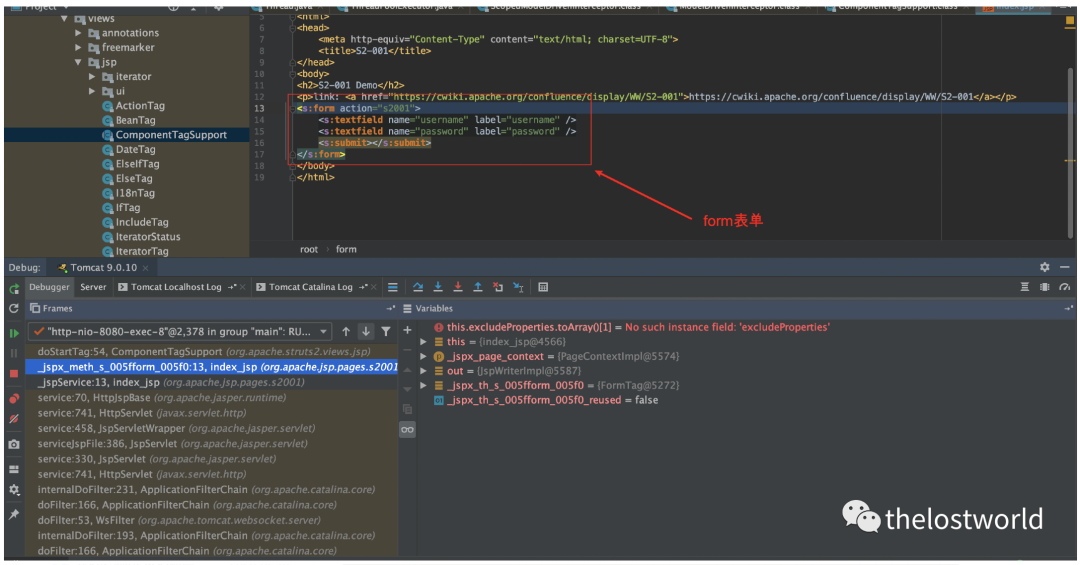 Project
Thread.java
ThreadPoolExecutor.class
ScopedModelDrivenInterceptor.class
ModelDrivenInterceptor.class
ComponentTagSupport.class
index.jsp
views
annotations
freemarker
jsp
iterator
ui
ActionTag
BeanTag
ComponentTagSupport
DateTag
ElseIfTag
ElseTag
I18nTag
IfTag
IncludeTag
IteratorStatus
IteratorTag
5 <html>
6 <head>
7 <meta http-equiv="Content-Type" content="text/html; charset=UTF-8">
8 <title>S2-001</title>
9 </head>
10 <body>
11 <h2>S2-001 Demo</h2>
12 <p>link: <a href="https://cwiki.apache.org/confluence/display/WW/S2-001">https://cwiki.apache.org/confluence/display/WW/S2-001</a></p>
13 <s:form action="s2001">
14 <s:textfield name="username" label="username" />
15 <s:textfield name="password" label="password" />
16 <s:submit></s:submit>
17 </s:form>
18 </body>
19 </html>
form表单
root › form
Debug: Tomcat 9.0.10 ×
Debugger Server Tomcat Localhost Log →* × Tomcat Catalina Log →* ×
Frames
Variables
"http-nio-8080-exec-8"@2,378 in group "main": RU...
doStartTag:54, ComponentTagSupport (org.apache.struts2.views.jsp)
_jspx_meth_s_005fform_005f0:13, index_jsp (org.apache.jsp.pages.s2001
_jspService:13, index_jsp (org.apache.jsp.pages.s2001)
service:70, HttpJspBase (org.apache.jasper.runtime)
service:741, HttpServlet (javax.servlet.http)
service:458, JspServletWrapper (org.apache.jasper.servlet)
serviceJspFile:386, JspServlet (org.apache.jasper.servlet)
service:330, JspServlet (org.apache.jasper.servlet)
service:741, HttpServlet (javax.servlet.http)
internalDoFilter:231, ApplicationFilterChain (org.apache.catalina.core)
doFilter:166, ApplicationFilterChain (org.apache.catalina.core)
doFilter:53, WsFilter (org.apache.tomcat.websocket.server)
internalDoFilter:193, ApplicationFilterChain (org.apache.catalina.core)
doFilter:166, ApplicationFilterChain (org.apache.catalina.core)
this.excludeProperties.toArray()[1] = No such instance field: 'excludeProperties'
this = {index_jsp@4566}
_jspx_page_context = {PageContextImpl@5574}
out = {JspWriterImpl@5587}
_jspx_th_s_005fform_005f0 = {FormTag@5272}
_jspx_th_s_005fform_005f0_reused = false
thelostworld